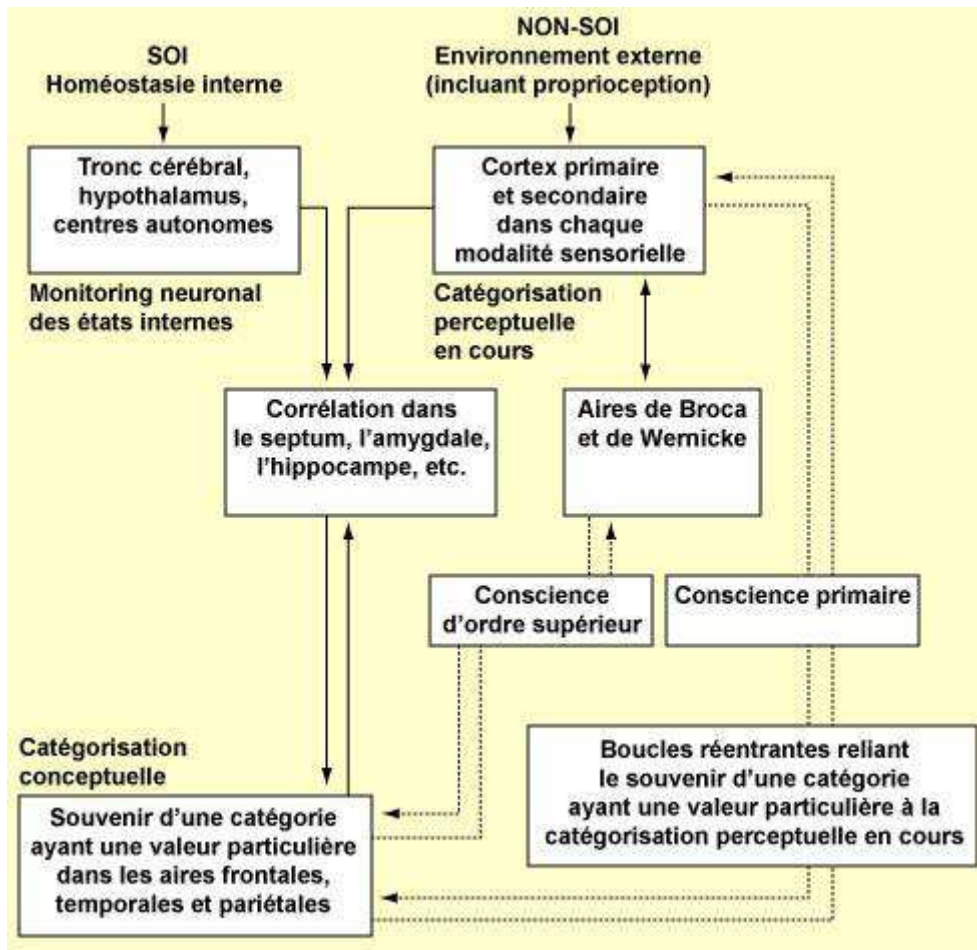 SOI
Homéostasie interne
NON-SOI
Environnement externe
(incluant proprioception)
Tronc cérébral,
hypothalamus,
centres autonomes
Cortex primaire
et secondaire
dans chaque
modalité sensorielle
Monitoring neuronal
des états internes
Catégorisation
perceptuelle
en cours
Corrélation dans
le septum, l'amygdale,
l'hippocampe, etc.
Aires de Broca
et de Wernicke
Conscience
d'ordre supérieur
Conscience primaire
Catégorisation
conceptuelle
Souvenir d'une catégorie
ayant une valeur particulière
dans les aires frontales,
temporales et pariétales
Boucles réentrantes reliant
le souvenir d'une catégorie
ayant une valeur particulière à la
catégorisation perceptuelle en cours